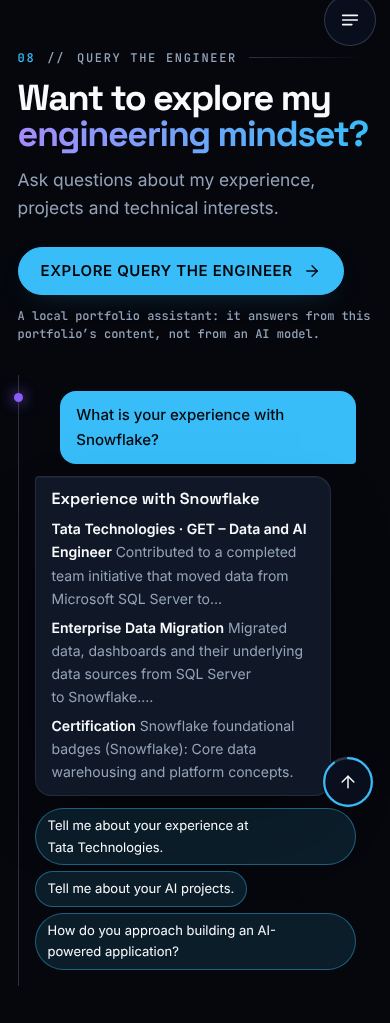 08 // QUERY THE ENGINEER
Want to explore my
engineering mindset?
Ask questions about my experience,
projects and technical interests.
EXPLORE QUERY THE ENGINEER →
A local portfolio assistant: it answers from this
portfolio’s content, not from an AI model.
What is your experience with
Snowflake?
Experience with Snowflake
Tata Technologies · GET – Data and AI
Engineer Contributed to a completed
team initiative that moved data from
Microsoft SQL Server to…
Enterprise Data Migration Migrated
data, dashboards and their underlying
data sources from SQL Server
to Snowflake.…
Certification Snowflake foundational
badges (Snowflake): Core data
warehousing and platform concepts.
Tell me about your experience at
Tata Technologies.
Tell me about your AI projects.
How do you approach building an AI-
powered application?